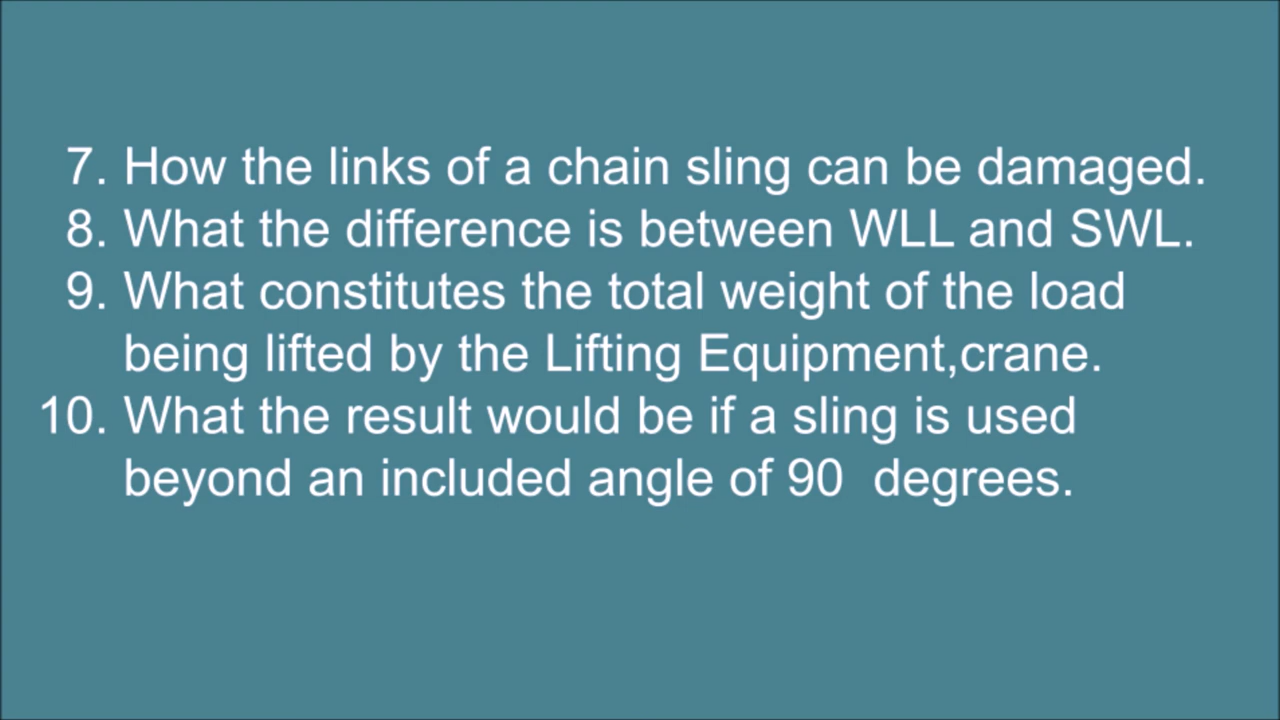 7. How the links of a chain sling can be damaged.
8. What the difference is between WLL and SWL.
9. What constitutes the total weight of the load
being lifted by the Lifting Equipment,crane.
10. What the result would be if a sling is used
beyond an included angle of 90  degrees.